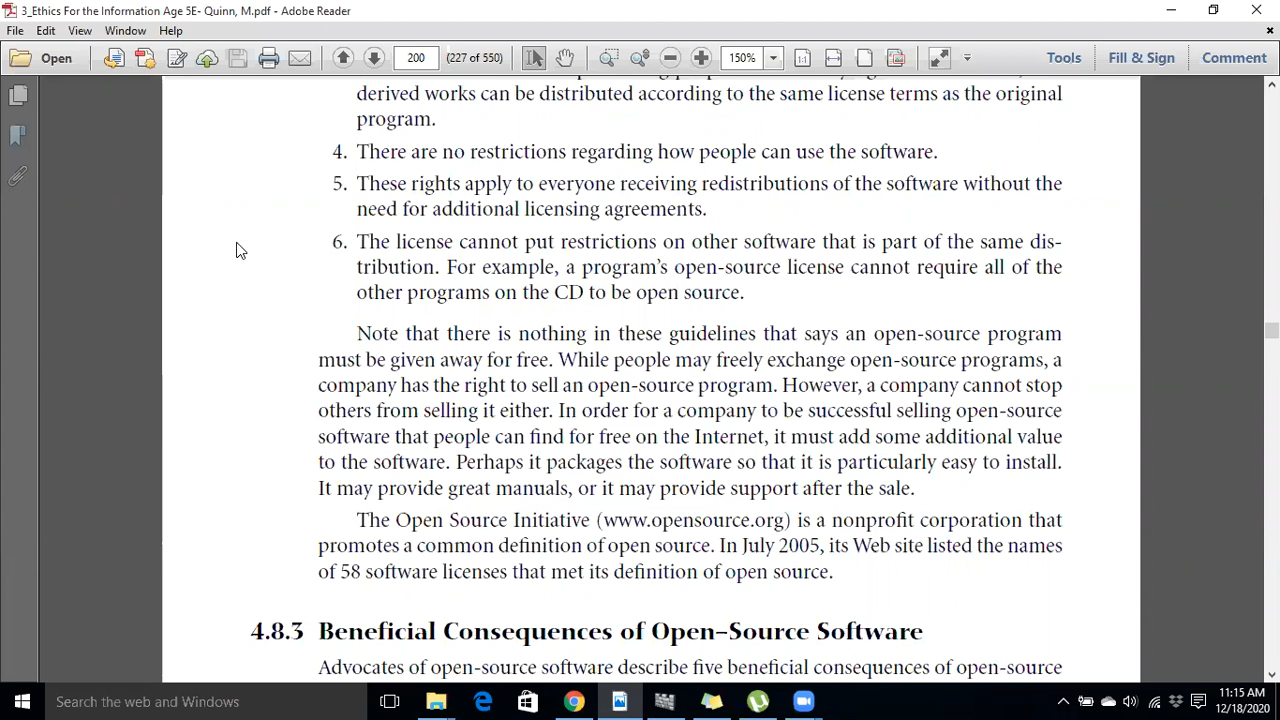 3_Ethics For the Information Age 5E- Quinn, M.pdf - Adobe Reader
File Edit View Window Help
Open 200 (227 of 550) 150% Tools Fill & Sign Comment
derived works can be distributed according to the same license terms as the original
program.
4. There are no restrictions regarding how people can use the software.
5. These rights apply to everyone receiving redistributions of the software without the
need for additional licensing agreements.
6. The license cannot put restrictions on other software that is part of the same dis-
tribution. For example, a program's open-source license cannot require all of the
other programs on the CD to be open source.
Note that there is nothing in these guidelines that says an open-source program
must be given away for free. While people may freely exchange open-source programs, a
company has the right to sell an open-source program. However, a company cannot stop
others from selling it either. In order for a company to be successful selling open-source
software that people can find for free on the Internet, it must add some additional value
to the software. Perhaps it packages the software so that it is particularly easy to install.
It may provide great manuals, or it may provide support after the sale.
The Open Source Initiative (www.opensource.org) is a nonprofit corporation that
promotes a common definition of open source. In July 2005, its Web site listed the names
of 58 software licenses that met its definition of open source.
4.8.3 Beneficial Consequences of Open–Source Software
Advocates of open-source software describe five beneficial consequences of open-source
Search the web and Windows
11:15 AM
12/18/2020